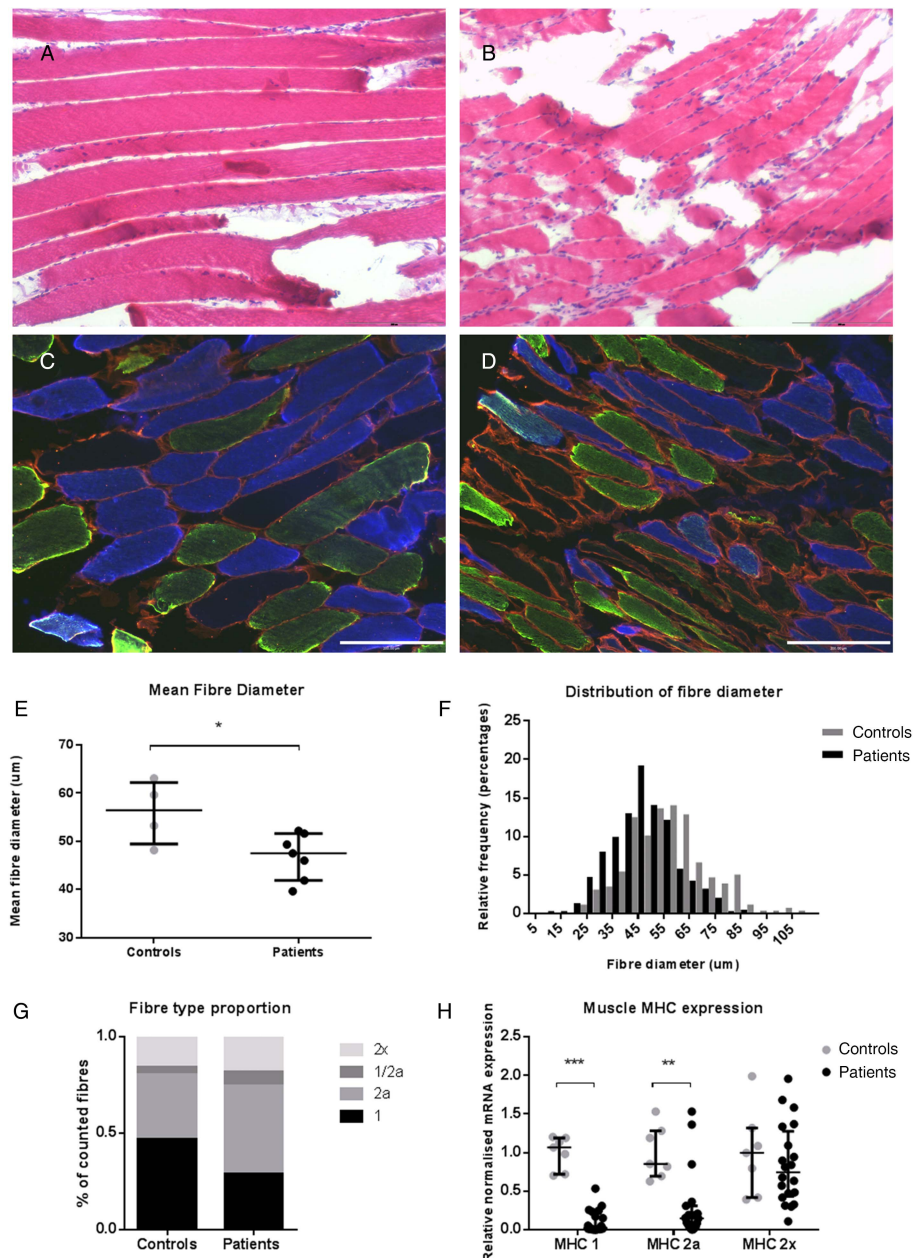 A
B
C
D
E
Mean Fibre Diameter
*
Mean fibre diameter (um)
70
60
50
40
30
Controls
Patients
F
Distribution of fibre diameter
Relative frequency (percentages)
25
20
15
10
5
0
5 15 25 35 45 55 65 75 85 95 105
Fibre diameter (um)
Controls
Patients
G
Fibre type proportion
% of counted fibres
1.0
0.5
0.0
Controls
Patients
2x
1/2a
2a
1
H
Muscle MHC expression
Relative normalised mRNA expression
2.5
2.0
1.5
1.0
0.5
0.0
***
**
MHC 1
MHC 2a
MHC 2x
Controls
Patients